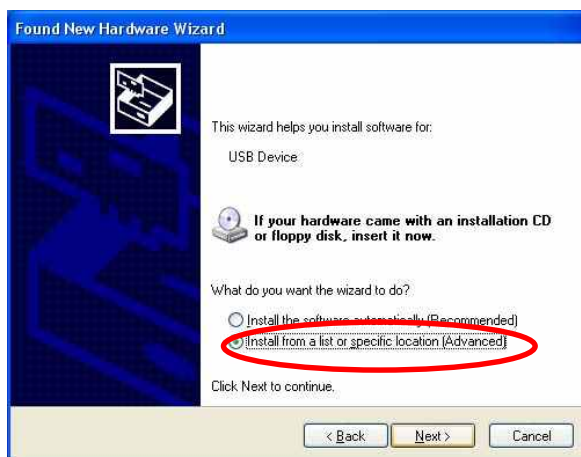 Found New Hardware Wizard
This wizard helps you install software for:
USB Device
If your hardware came with an installation CD
or floppy disk, insert it now.
What do you want the wizard to do?
Install the software automatically (Recommended)
Install from a list or specific location (Advanced)
Click Next to continue.
< Back
Next >
Cancel